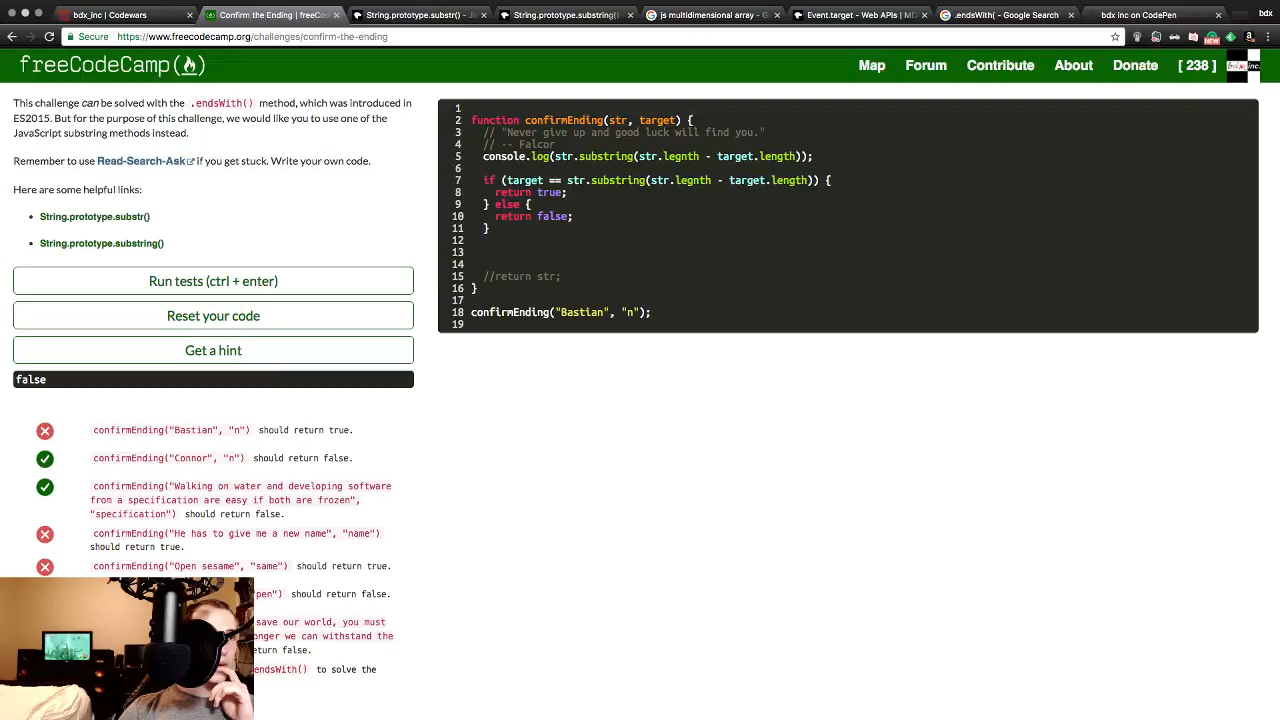 bdx_inc | Codewars
Confirm the Ending | freeCod
String.prototype.substr() - Ja
String.prototype.substring()
js multidimensional array - G
Event.target - Web APIs | MD
.endsWith() - Google Search
bdx inc on CodePen
bdx
Secure https://www.freecodecamp.org/challenges/confirm-the-ending
NEW
freeCodeCamp
Map Forum Contribute About Donate [ 238 ]
inc.
This challenge can be solved with the .endsWith() method, which was introduced in
ES2015. But for the purpose of this challenge, we would like you to use one of the
JavaScript substring methods instead.
Remember to use Read-Search-Ask if you get stuck. Write your own code.
Here are some helpful links:
String.prototype.substr()
String.prototype.substring()
Run tests (ctrl + enter)
Reset your code
Get a hint
false
confirmEnding("Bastian", "n") should return true.
confirmEnding("Connor", "n") should return false.
confirmEnding("Walking on water and developing software
from a specification are easy if both are frozen",
"specification") should return false.
confirmEnding("He has to give me a new name", "name")
should return true.
confirmEnding("Open sesame", "same") should return true.
pen") should return false.
save our world, you must
onger we can withstand the
eturn false.
endsWith() to solve the
1
2 function confirmEnding(str, target) {
3 // "Never give up and good luck will find you."
4 // -- Falcor
5 console.log(str.substring(str.legnth - target.length));
6
7 if (target == str.substring(str.legnth - target.length)) {
8 return true;
9 } else {
10 return false;
11 }
12
13
14
15 //return str;
16 }
17
18 confirmEnding("Bastian", "n");
19